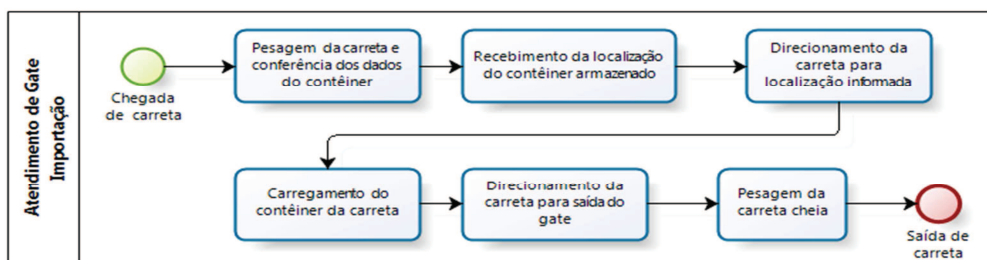 Atendimento de Gate
Importação
Chegada
de carreta
Pesagem da carreta e
conferência dos dados
do contêiner
Recebimento da localização
do contêiner armazenado
Direcionamento da
carreta para
localização informada
Carregamento do
contêiner da carreta
Direcionamento da
carreta para saída do
gate
Pesagem da
carreta cheia
Saída de
carreta